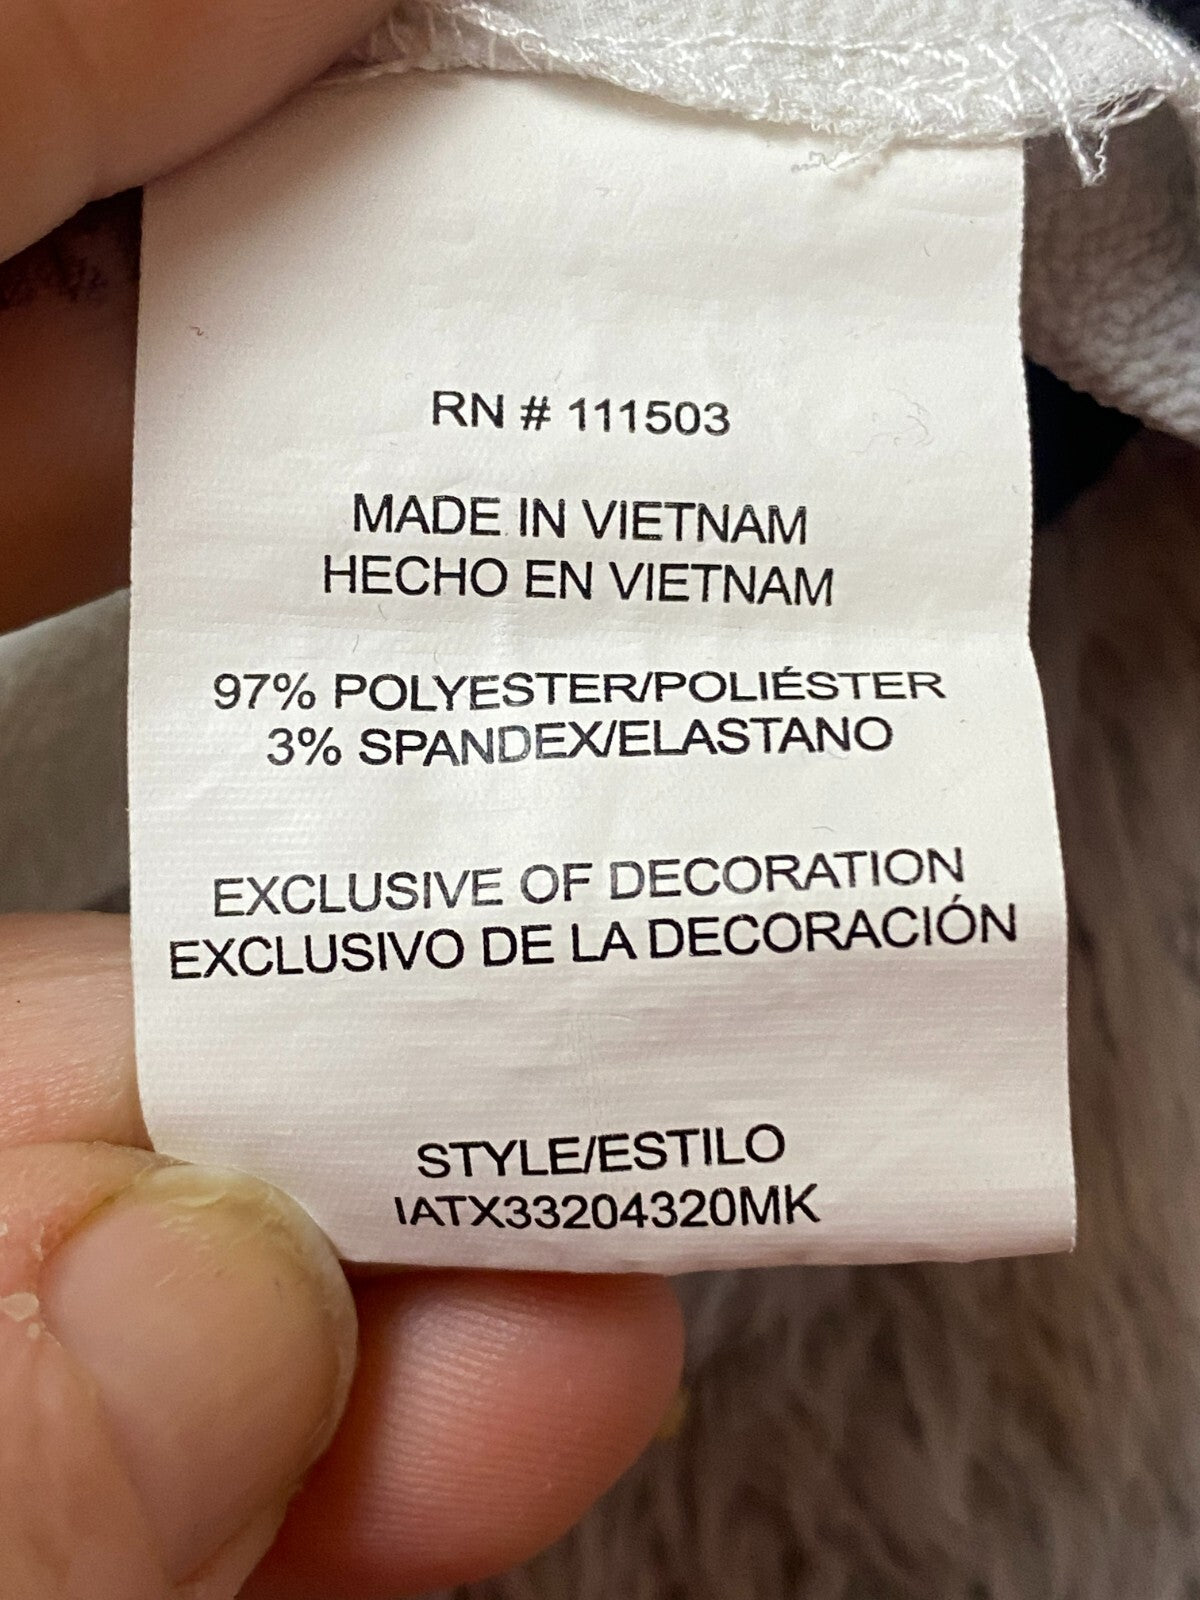 RN # 111503
MADE IN VIETNAM
HECHO EN VIETNAM
97% POLYESTER/POLIÉSTER
3% SPANDEX/ELASTANO
EXCLUSIVE OF DECORATION
EXCLUSIVO DE LA DECORACIÓN
STYLE/ESTILO
IATX33204320MK